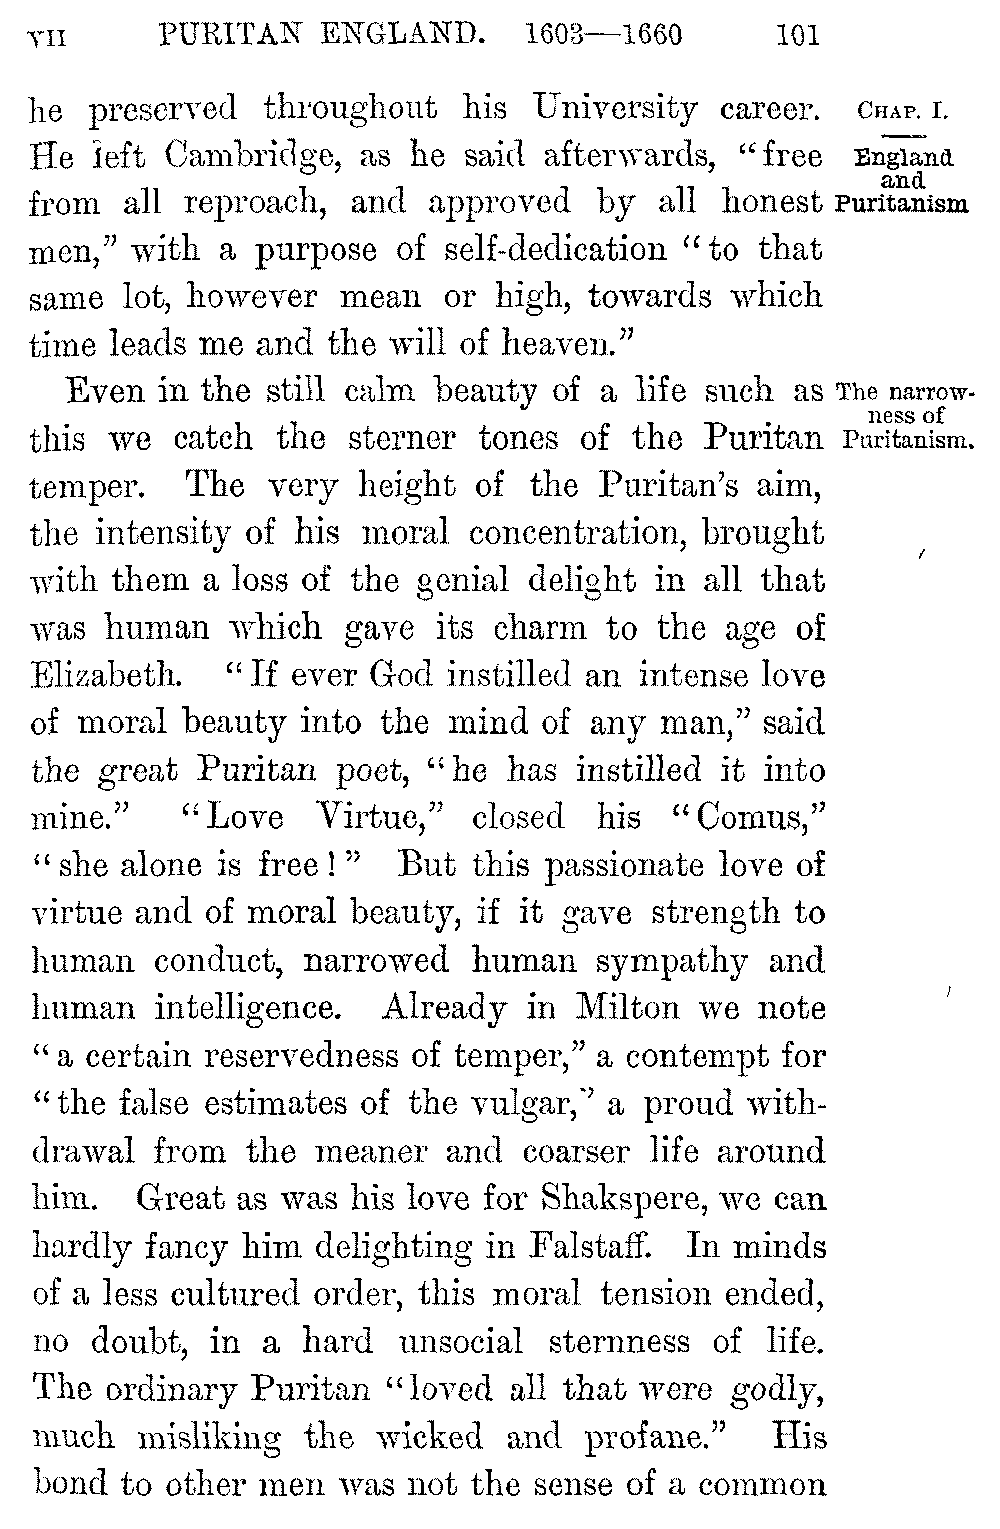 VII PURITAN ENGLAND. 1603—1660 101
he preserved throughout his University career.
He left Cambridge, as he said afterwards, “free
from all reproach, and approved by all honest
men,” with a purpose of self-dedication “to that
same lot, however mean or high, towards which
time leads me and the will of heaven.”
CHAP. I.
England
and
Puritanism
Even in the still calm beauty of a life such as
this we catch the sterner tones of the Puritan
temper. The very height of the Puritan’s aim,
the intensity of his moral concentration, brought
with them a loss of the genial delight in all that
was human which gave its charm to the age of
Elizabeth. “If ever God instilled an intense love
of moral beauty into the mind of any man,” said
the great Puritan poet, “he has instilled it into
mine.” “Love Virtue,” closed his “Comus,”
“she alone is free!” But this passionate love of
virtue and of moral beauty, if it gave strength to
human conduct, narrowed human sympathy and
human intelligence. Already in Milton we note
“a certain reservedness of temper,” a contempt for
“the false estimates of the vulgar,” a proud with-
drawal from the meaner and coarser life around
him. Great as was his love for Shakspere, we can
hardly fancy him delighting in Falstaff. In minds
of a less cultured order, this moral tension ended,
no doubt, in a hard unsocial sternness of life.
The ordinary Puritan “loved all that were godly,
much misliking the wicked and profane.” His
bond to other men was not the sense of a common
The narrow-
ness of
Puritanism.